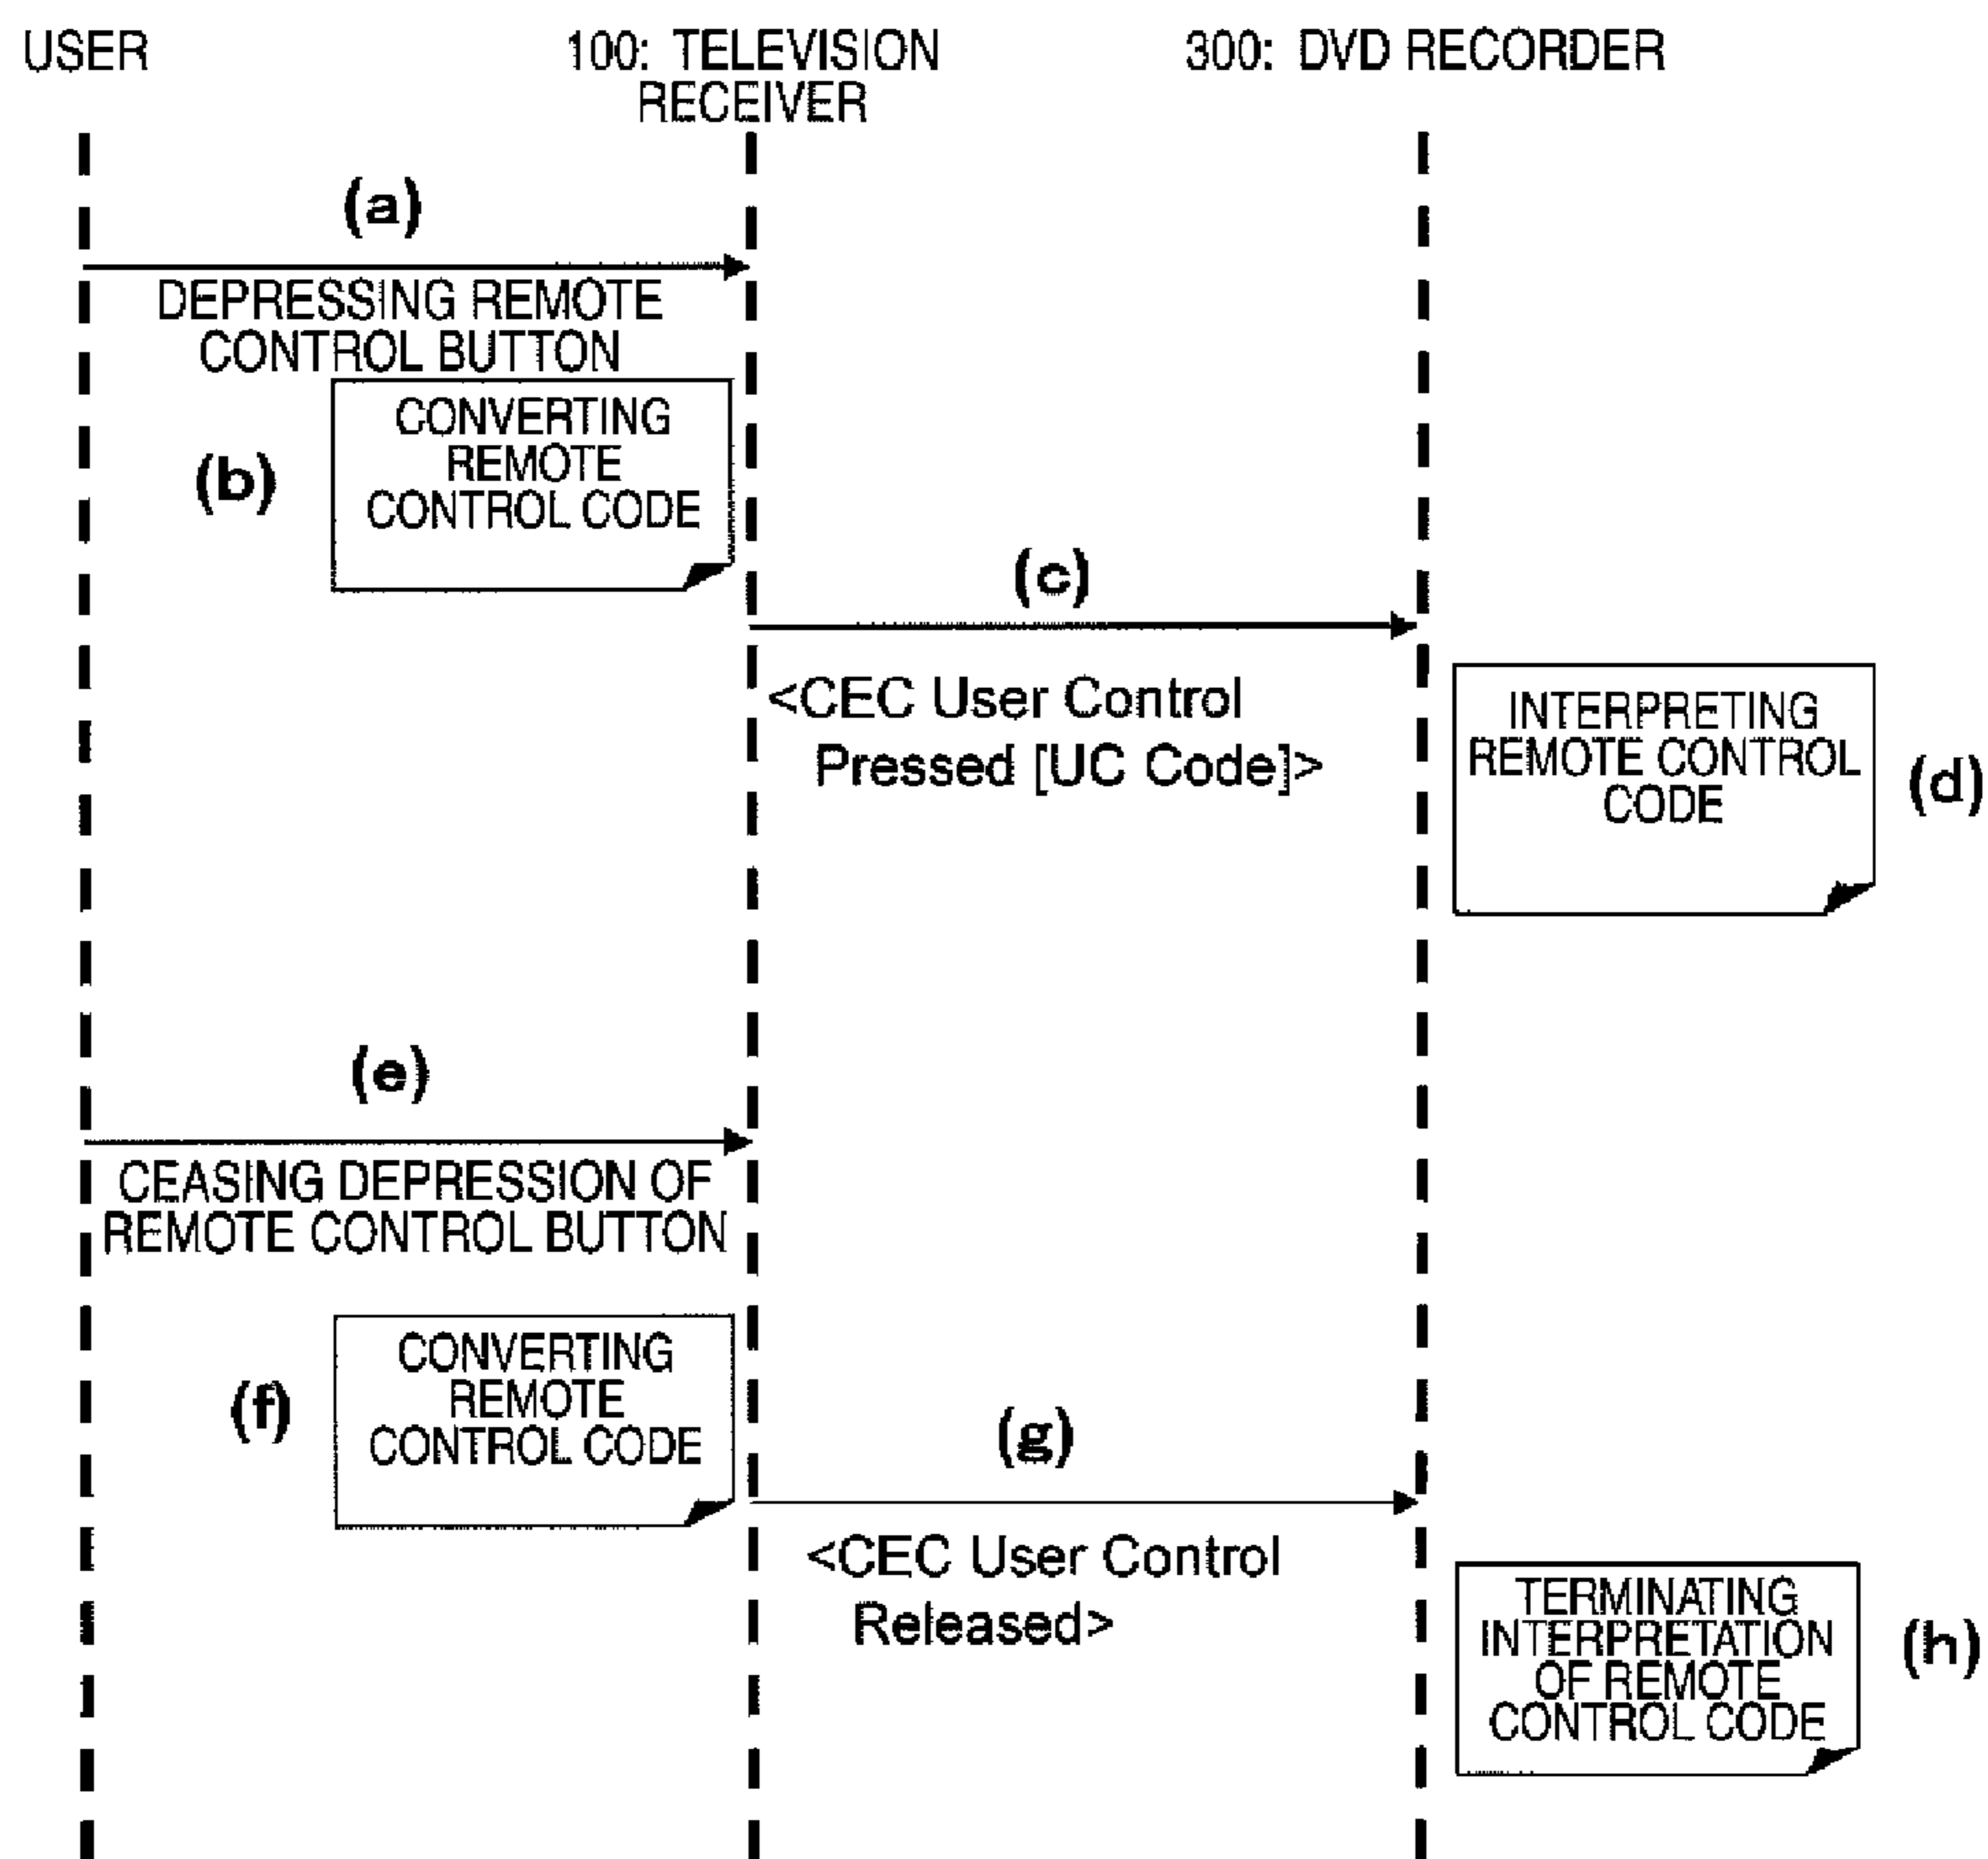 USER
100: TELEVISION
RECEIVER
300: DVD RECORDER
(a)
DEPRESSING REMOTE
CONTROL BUTTON
(b)
CONVERTING
REMOTE
CONTROL CODE
(c)
<CEC User Control
Pressed [UC Code]>
INTERPRETING
REMOTE CONTROL
CODE
(d)
(e)
CEASING DEPRESSION OF
REMOTE CONTROL BUTTON
(f)
CONVERTING
REMOTE
CONTROL CODE
(g)
<CEC User Control
Released>
TERMINATING
INTERPRETATION
OF REMOTE
CONTROL CODE
(h)